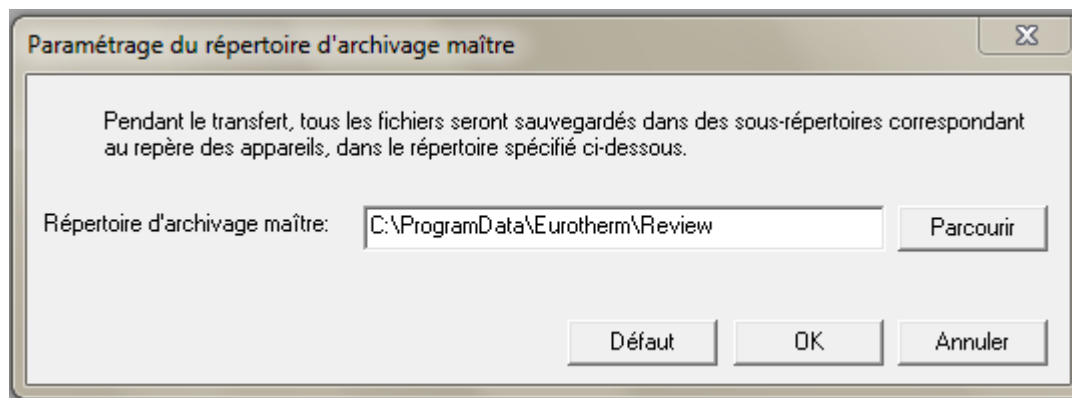 Paramétrage du répertoire d'archivage maître
Pendant le transfert, tous les fichiers seront sauvegardés dans des sous-répertoires correspondant
au repère des appareils, dans le répertoire spécifié ci-dessous.
Répertoire d'archivage maître: C:\ProgramData\Eurotherm\Review Parcourir
Défaut OK Annuler